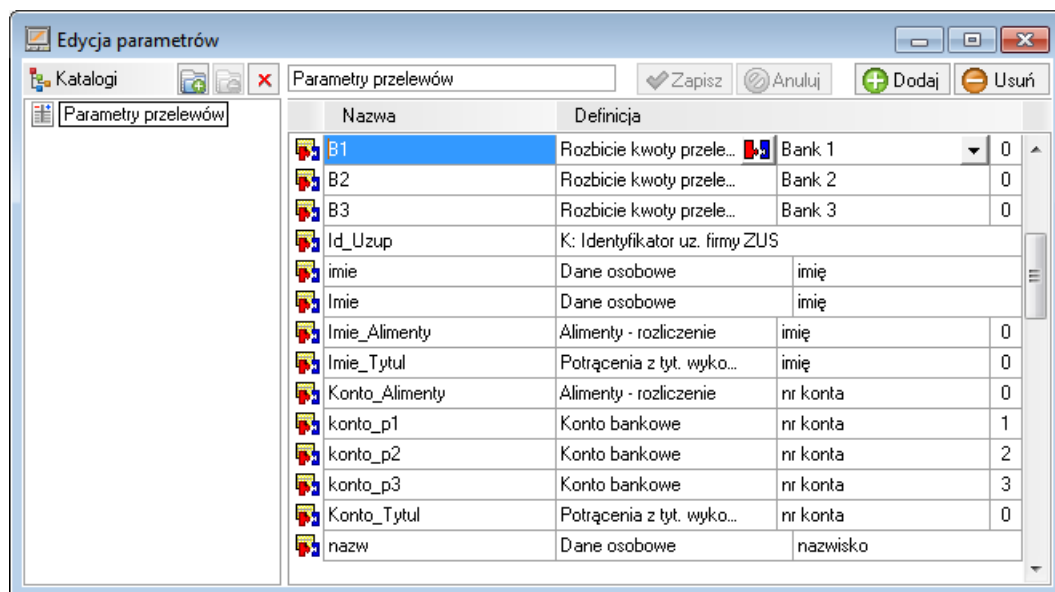 Edycja parametrów
Katalogi Parametry przelewów Zapisz Anuluj Dodaj Usuń
Parametry przelewów
Nazwa Definicja
B1 Rozbicie kwoty przele... Bank 1 0
B2 Rozbicie kwoty przele... Bank 2 0
B3 Rozbicie kwoty przele... Bank 3 0
Id_Uzup K: Identyfikator uz. firmy ZUS
imie Dane osobowe imię
Imie Dane osobowe imię
Imie_Alimenty Alimenty - rozliczenie imię 0
Imie_Tytul Potrącenia z tyt. wyko... imię 0
Konto_Alimenty Alimenty - rozliczenie nr konta 0
konto_p1 Konto bankowe nr konta 1
konto_p2 Konto bankowe nr konta 2
konto_p3 Konto bankowe nr konta 3
Konto_Tytul Potrącenia z tyt. wyko... nr konta 0
nazw Dane osobowe nazwisko